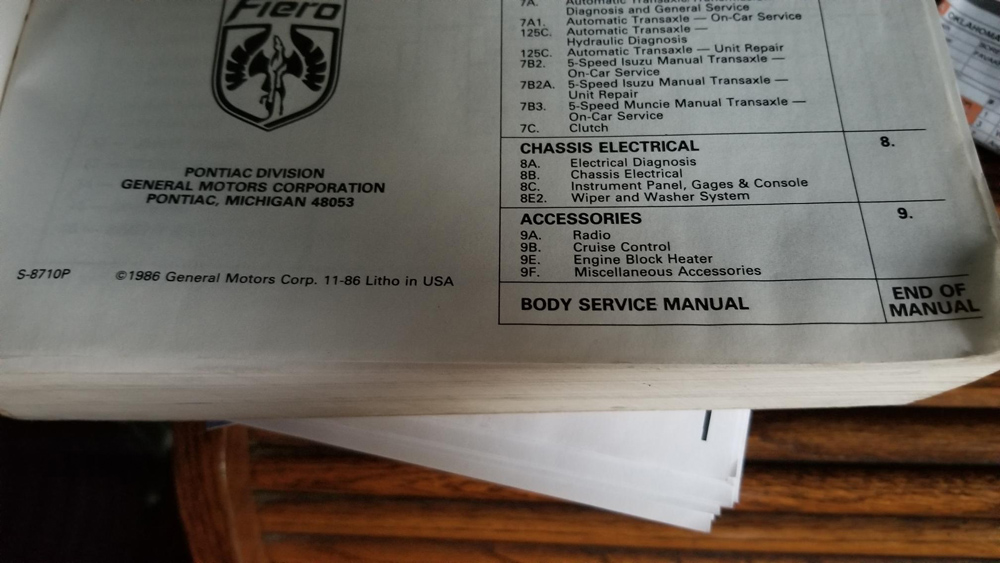 Fiero
PONTIAC DIVISION
GENERAL MOTORS CORPORATION
PONTIAC, MICHIGAN 48053
S-8710P ©1986 General Motors Corp. 11-86 Litho in USA
7A. Automatic
Diagnosis and General Service
7A1. Automatic Transaxle — On-Car Service
125C. Automatic Transaxle —
Hydraulic Diagnosis
125C. Automatic Transaxle — Unit Repair
7B2. 5-Speed Isuzu Manual Transaxle —
On-Car Service
7B2A. 5-Speed Isuzu Manual Transaxle —
Unit Repair
7B3. 5-Speed Muncie Manual Transaxle —
On-Car Service
7C. Clutch
CHASSIS ELECTRICAL 8.
8A. Electrical Diagnosis
8B. Chassis Electrical
8C. Instrument Panel, Gages & Console
8E2. Wiper and Washer System
ACCESSORIES 9.
9A. Radio
9B. Cruise Control
9E. Engine Block Heater
9F. Miscellaneous Accessories
BODY SERVICE MANUAL END OF
MANUAL